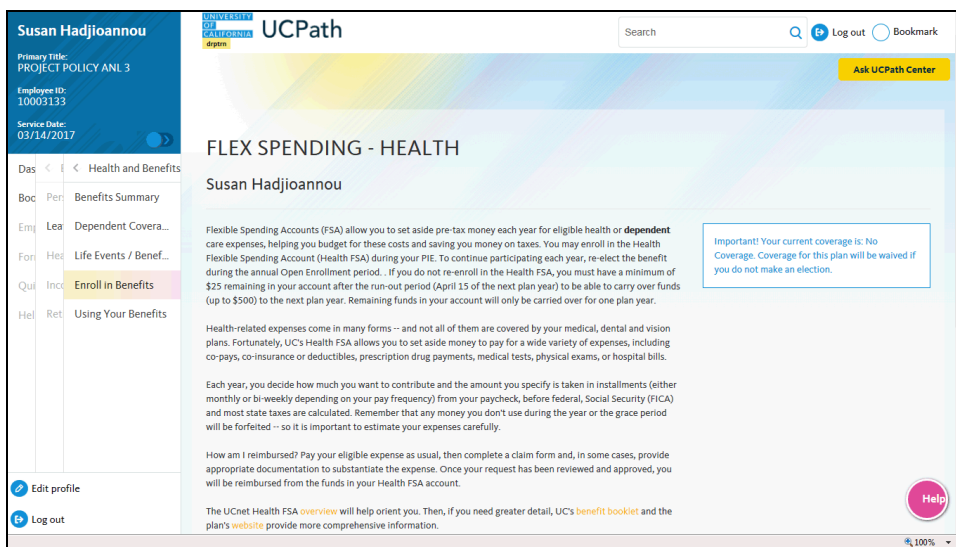 Susan Hadjioannou
Primary Title:
PROJECT POLICY ANL 3
Employee ID:
10003133
Service Date:
03/14/2017
UNIVERSITY
OF
CALIFORNIA
drptrn
UCPath
Search
Log out
Bookmark
Ask UCPath Center
Das
Boo
Emp
For
Qui
Hel
Per
Lea
Hea
Inco
Ret
Health and Benefits
Benefits Summary
Dependent Covera...
Life Events / Benef...
Enroll in Benefits
Using Your Benefits
Edit profile
Log out
FLEX SPENDING - HEALTH
Susan Hadjioannou
Flexible Spending Accounts (FSA) allow you to set aside pre-tax money each year for eligible health or dependent
care expenses, helping you budget for these costs and saving you money on taxes. You may enroll in the Health
Flexible Spending Account (Health FSA) during your PIE. To continue participating each year, re-elect the benefit
during the annual Open Enrollment period. . If you do not re-enroll in the Health FSA, you must have a minimum of
$25 remaining in your account after the run-out period (April 15 of the next plan year) to be able to carry over funds
(up to $500) to the next plan year. Remaining funds in your account will only be carried over for one plan year.
Health-related expenses come in many forms -- and not all of them are covered by your medical, dental and vision
plans. Fortunately, UC's Health FSA allows you to set aside money to pay for a wide variety of expenses, including
co-pays, co-insurance or deductibles, prescription drug payments, medical tests, physical exams, or hospital bills.
Each year, you decide how much you want to contribute and the amount you specify is taken in installments (either
monthly or bi-weekly depending on your pay frequency) from your paycheck, before federal, Social Security (FICA)
and most state taxes are calculated. Remember that any money you don't use during the year or the grace period
will be forfeited -- so it is important to estimate your expenses carefully.
How am I reimbursed? Pay your eligible expense as usual, then complete a claim form and, in some cases, provide
appropriate documentation to substantiate the expense. Once your request has been reviewed and approved, you
will be reimbursed from the funds in your Health FSA account.
The UCnet Health FSA overview will help orient you. Then, if you need greater detail, UC's benefit booklet and the
plan's website provide more comprehensive information.
Important! Your current coverage is: No
Coverage. Coverage for this plan will be waived if
you do not make an election.
Help
100%